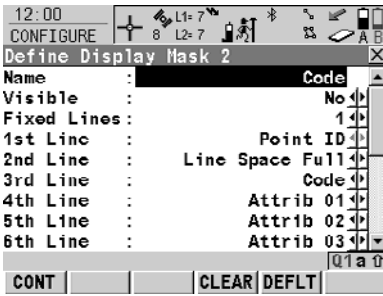 12:00
CONFIGURE
8 L1= 7
L2= 7
A B
Define Display Mask 2 X
Name : Code
Visible : No
Fixed Lines: 1
1st Line : Point ID
2nd Line : Line Space Full
3rd Line : Code
4th Line : Attrib 01
5th Line : Attrib 02
6th Line : Attrib 03
Q1a
CONT CLEAR DEFLT